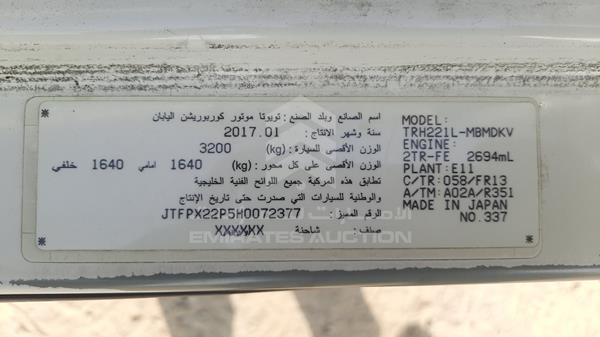 اسم الصانع وبلد الصنع : تويوتا موتور كوربوريشن اليابان
سنة وشهر الانتاج : 2017.01
الوزن الأقصى للسيارة : (kg) 3200
الوزن الأقصى على كل محور : (kg) 1640 امامي 1640 خلفي
تطابق هذه المركبة جميع اللوائح الفنية الخليجية
والوطنية للسيارات التي صدرت حتى تاريخ الإنتاج
الرقم المميز : JTFPX22P5H0072377
صنف : شاحنة XXYXXX
MODEL:
TRH221L-MBMDKV
ENGINE:
2TR-FE 2694mL
PLANT: E11
C/TR: 058/FR13
A/TM: A02A/R351
MADE IN JAPAN
NO.337
الإمارات للمزادات
EMIRATES AUCTION